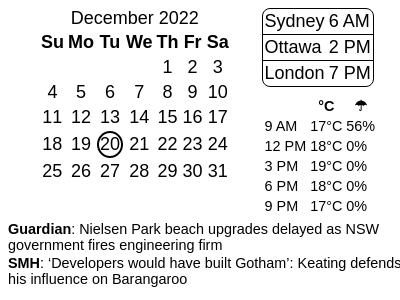 December 2022
Su Mo Tu We Th Fr Sa
1 2 3
4 5 6 7 8 9 10
11 12 13 14 15 16 17
18 19 20 21 22 23 24
25 26 27 28 29 30 31
Sydney 6 AM
Ottawa 2 PM
London 7 PM
°C ☂
9 AM 17°C 56%
12 PM 18°C 0%
3 PM 19°C 0%
6 PM 18°C 0%
9 PM 17°C 0%
Guardian: Nielsen Park beach upgrades delayed as NSW
government fires engineering firm
SMH: ‘Developers would have built Gotham’: Keating defends
his influence on Barangaroo